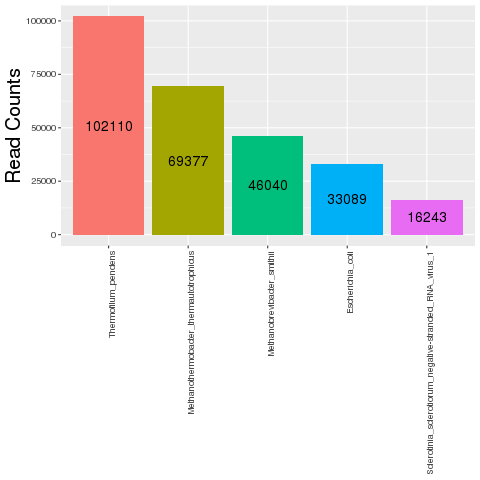 Read Counts
100000
75000
50000
25000
0
102110
69377
46040
33089
16243
Thermofilum_pendens
Methanothermobacter_thermautotrophicus
Methanobrevibacter_smithii
Escherichia_coli
Sclerotinia_sclerotiorum_negative-stranded_RNA_virus_1